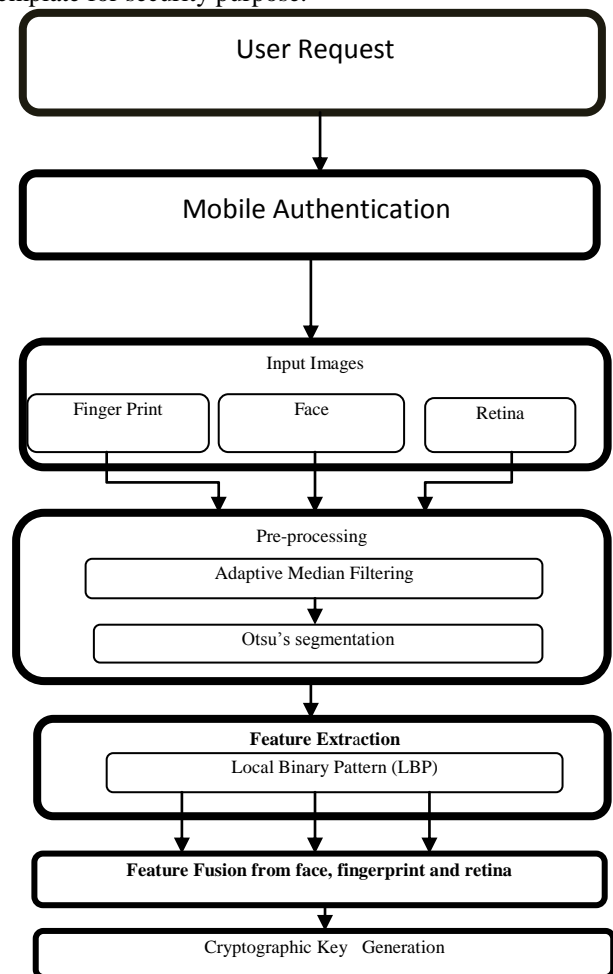 template for security purpose.
User Request
Mobile Authentication
Input Images
Finger Print Face Retina
Pre-processing
Adaptive Median Filtering
Otsu’s segmentation
Feature Extraction
Local Binary Pattern (LBP)
Feature Fusion from face, fingerprint and retina
Cryptographic Key Generation